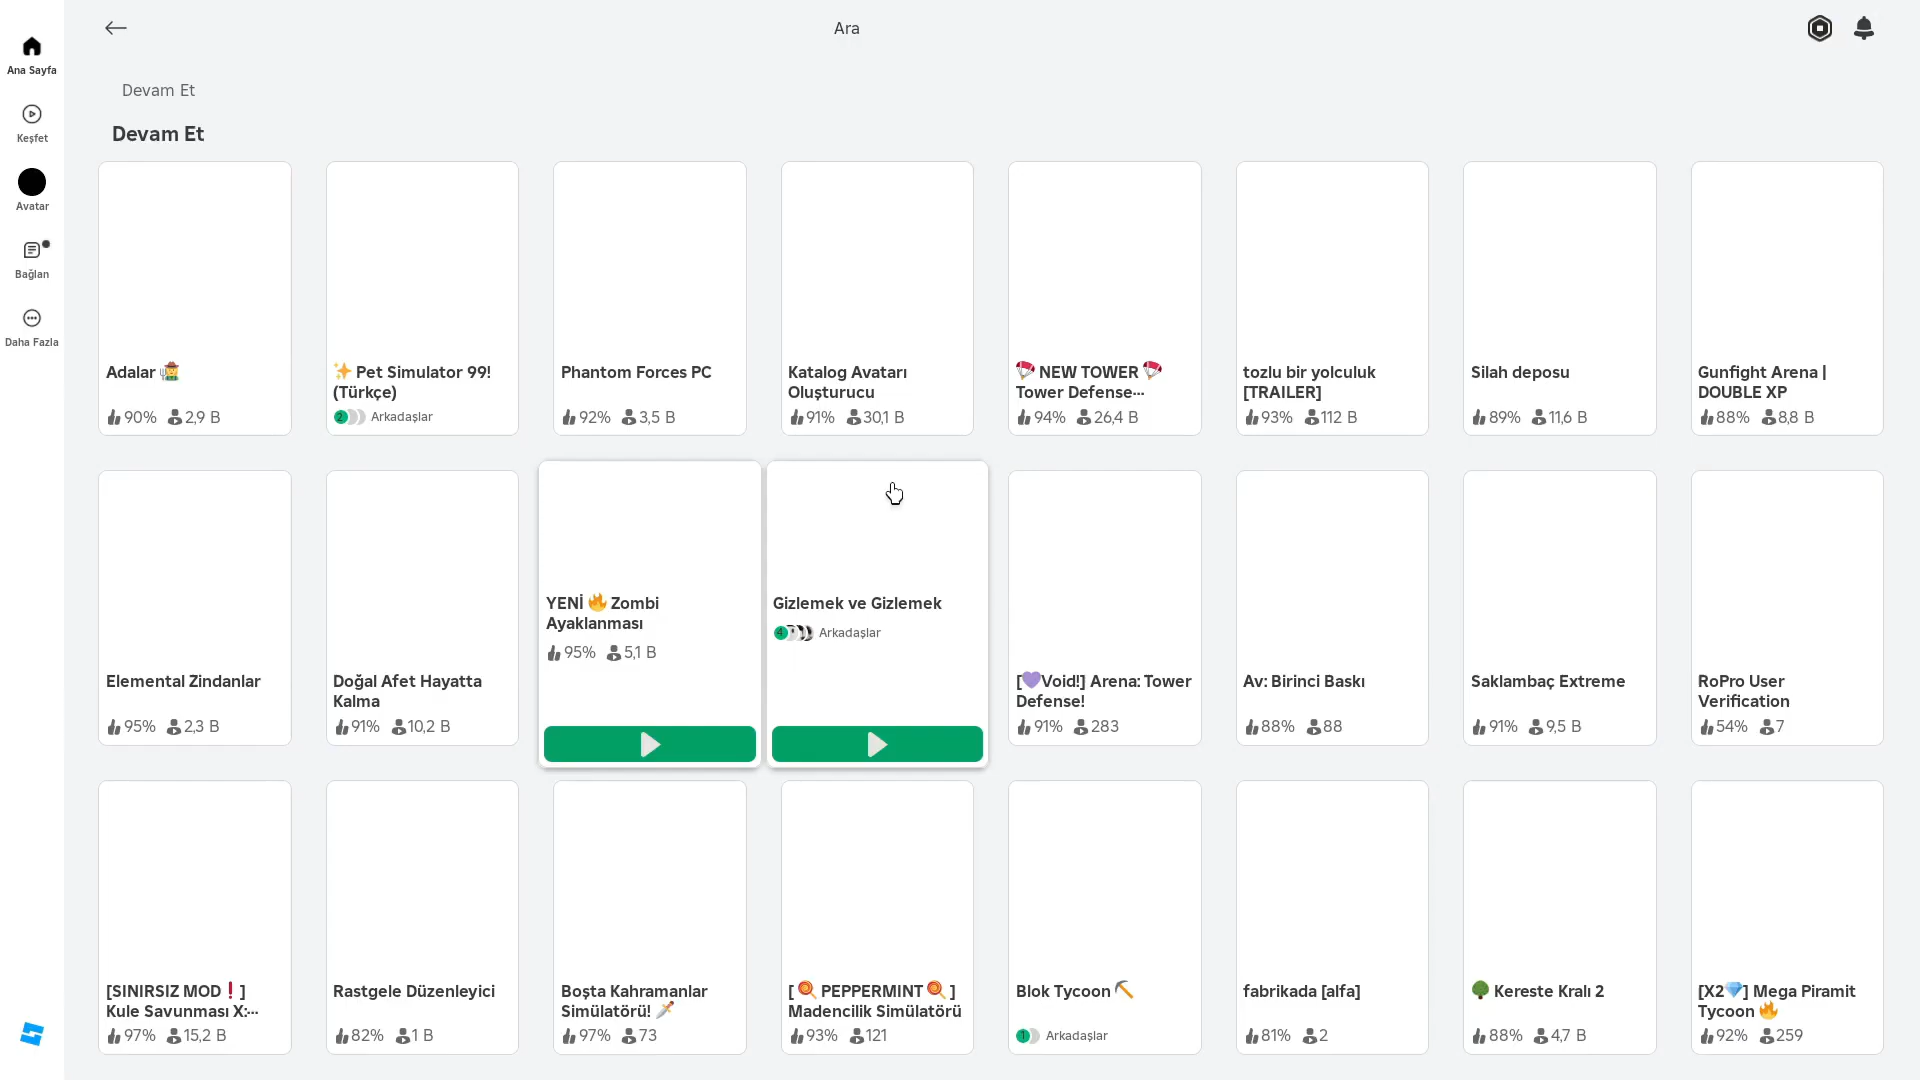 Ara
Ana Sayfa
Keşfet
Avatar
Bağlan
Daha Fazla
Devam Et
Devam Et
Adalar
90% 2,9 B
Pet Simulator 99!
(Türkçe)
2 Arkadaşlar
Phantom Forces PC
92% 3,5 B
Katalog Avatarı
Oluşturucu
91% 30,1 B
NEW TOWER
Tower Defense...
94% 26,4 B
tozlu bir yolculuk
[TRAILER]
93% 112 B
Silah deposu
89% 11,6 B
Gunfight Arena |
DOUBLE XP
88% 8,8 B
Elemental Zindanlar
95% 2,3 B
Doğal Afet Hayatta
Kalma
91% 10,2 B
YENİ 🔥 Zombi
Ayaklanması
95% 5,1 B
Gizlemek ve Gizlemek
4 Arkadaşlar
[💜Void!] Arena: Tower
Defense!
91% 283
Av: Birinci Baskı
88% 88
Saklambaç Extreme
91% 9,5 B
RoPro User
Verification
54% 7
[SINIRSIZ MOD❗]
Kule Savunması X:...
97% 15,2 B
Rastgele Düzenleyici
82% 1 B
Boşta Kahramanlar
Simülatörü!
97% 73
[🍭PEPPERMINT🍭]
Madencilik Simülatörü
93% 121
Blok Tycoon
1 Arkadaşlar
fabrikada [alfa]
81% 2
Kereste Kralı 2
88% 4,7 B
[X2💎] Mega Piramit
Tycoon 🔥
92% 259